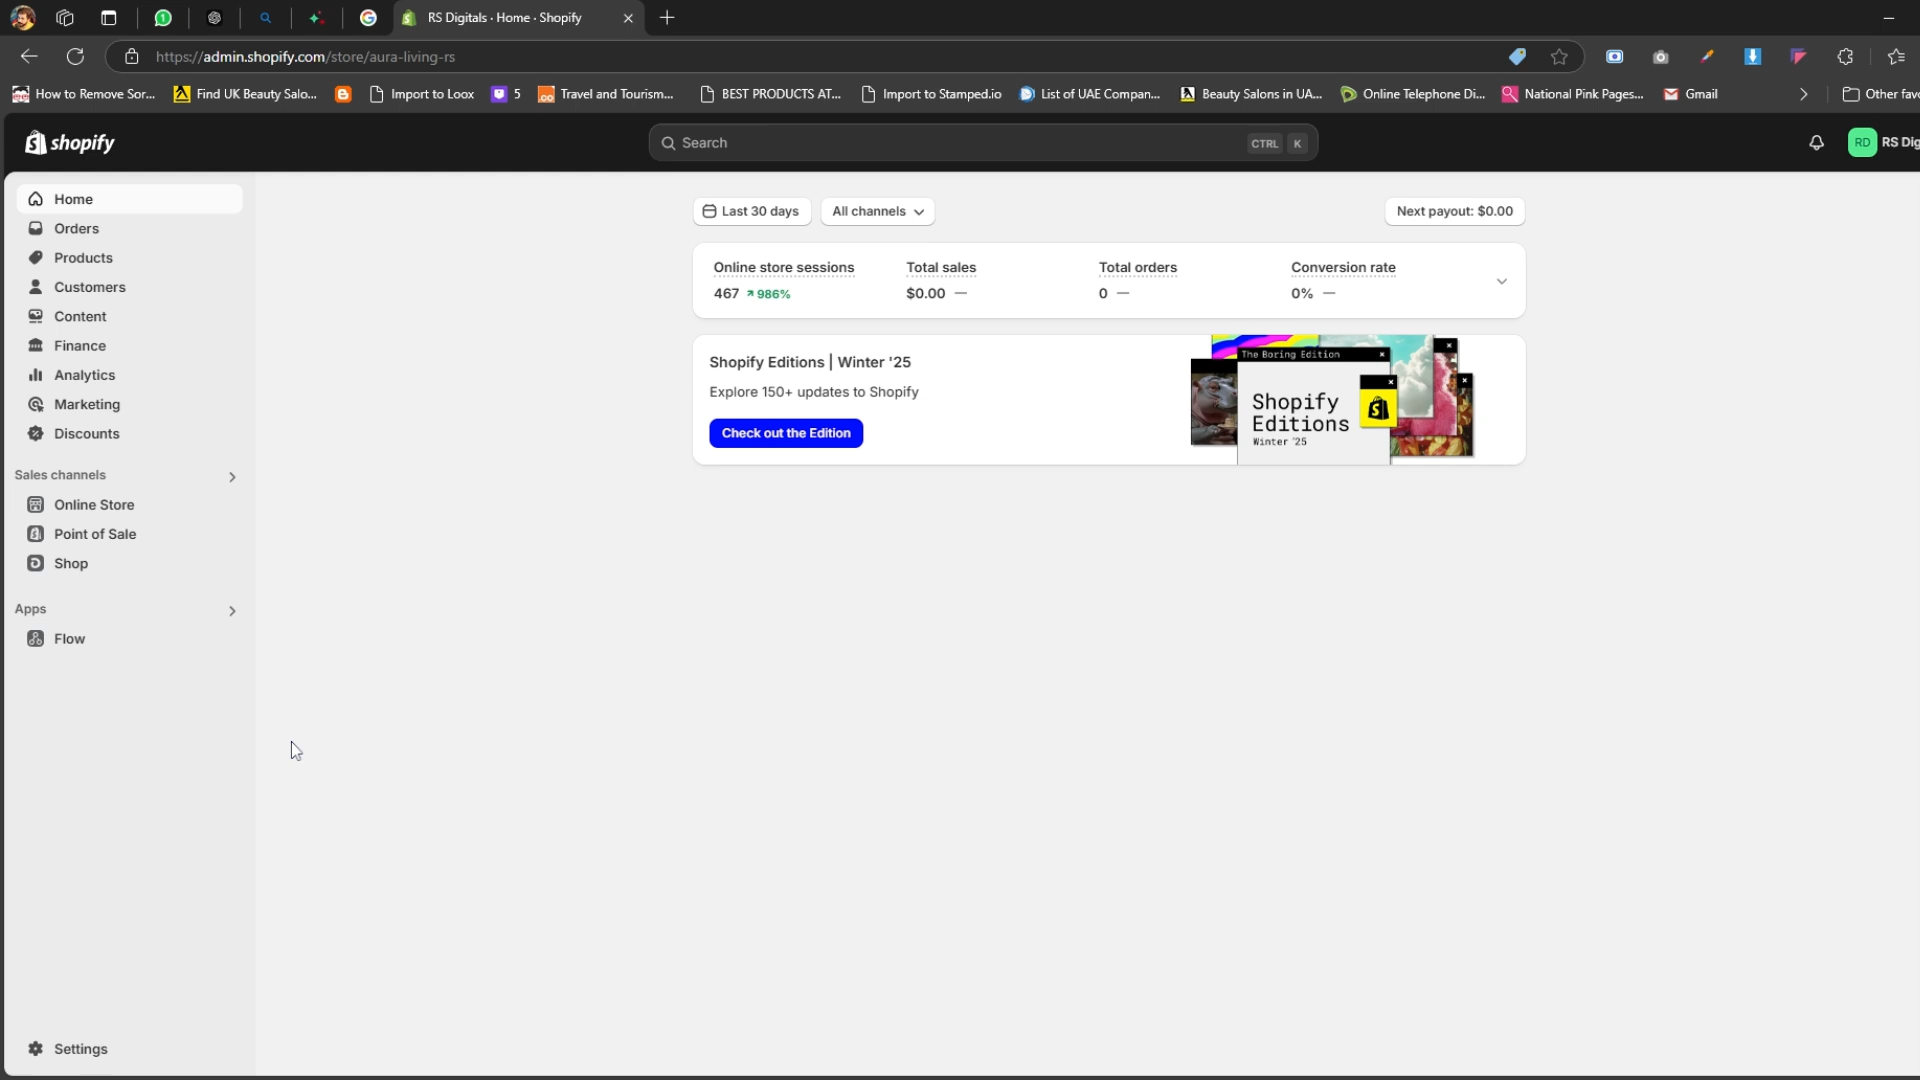 1
RS Digitals · Home · Shopify
https://admin.shopify.com/store/aura-living-rs
How to Remove Sor...
Find UK Beauty Salo...
Import to Loox
5
Travel and Tourism...
BEST PRODUCTS AT...
Import to Stamped.io
List of UAE Compan...
Beauty Salons in UA...
Online Telephone Di...
National Pink Pages...
Gmail
Other favo
shopify
Search
CTRL K
RD
RS Dig
Home
Orders
Products
Customers
Content
Finance
Analytics
Marketing
Discounts
Sales channels
Online Store
Point of Sale
Shop
Apps
Flow
Settings
Last 30 days
All channels
Next payout: $0.00
Online store sessions
467 986%
Total sales
$0.00 —
Total orders
0 —
Conversion rate
0% —
Shopify Editions | Winter '25
Explore 150+ updates to Shopify
Check out the Edition
The Boring Edition
Shopify
Editions
Winter '25